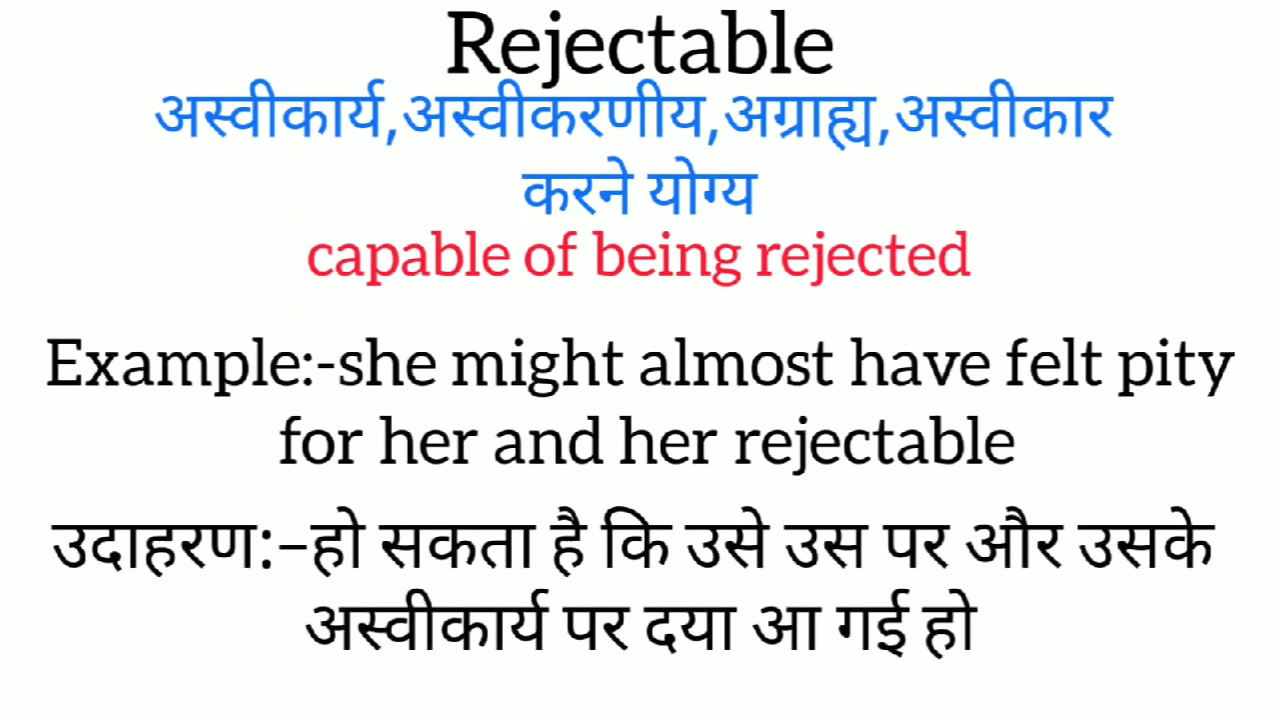 Rejectable
अस्वीकार्य,अस्वीकरणीय,अग्राह्य,अस्वीकार
करने योग्य
capable of being rejected
Example:-she might almost have felt pity
for her and her rejectable
उदाहरण:–हो सकता है कि उसे उस पर और उसके
अस्वीकार्य पर दया आ गई हो